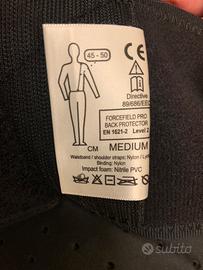 45 - 50
CE
Directive
89/686/EEC
FORCEFIELD PRO
BACK PROTECTOR
EN 1621-2 Level 2
CM MEDIUM
Waistband / shoulder straps: Nylon / Lycra
Binding: Nylon
Impact foam: Nitrile PVC
subito